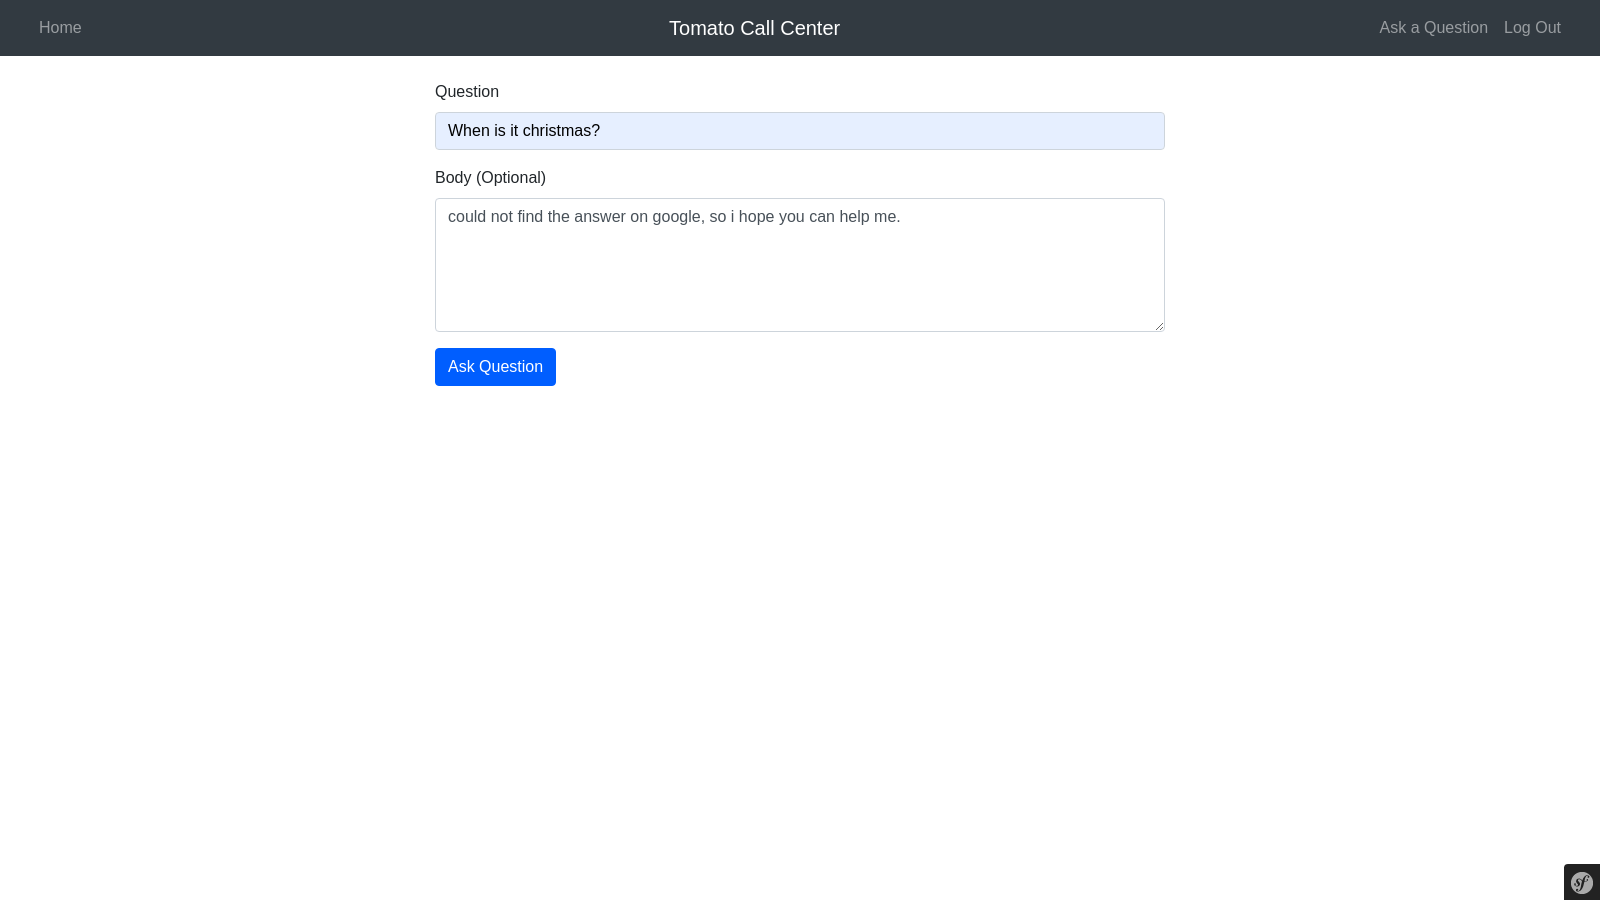 Home
Tomato Call Center
Ask a Question
Log Out
Question
When is it christmas?
Body (Optional)
could not find the answer on google, so i hope you can help me.
Ask Question
sf